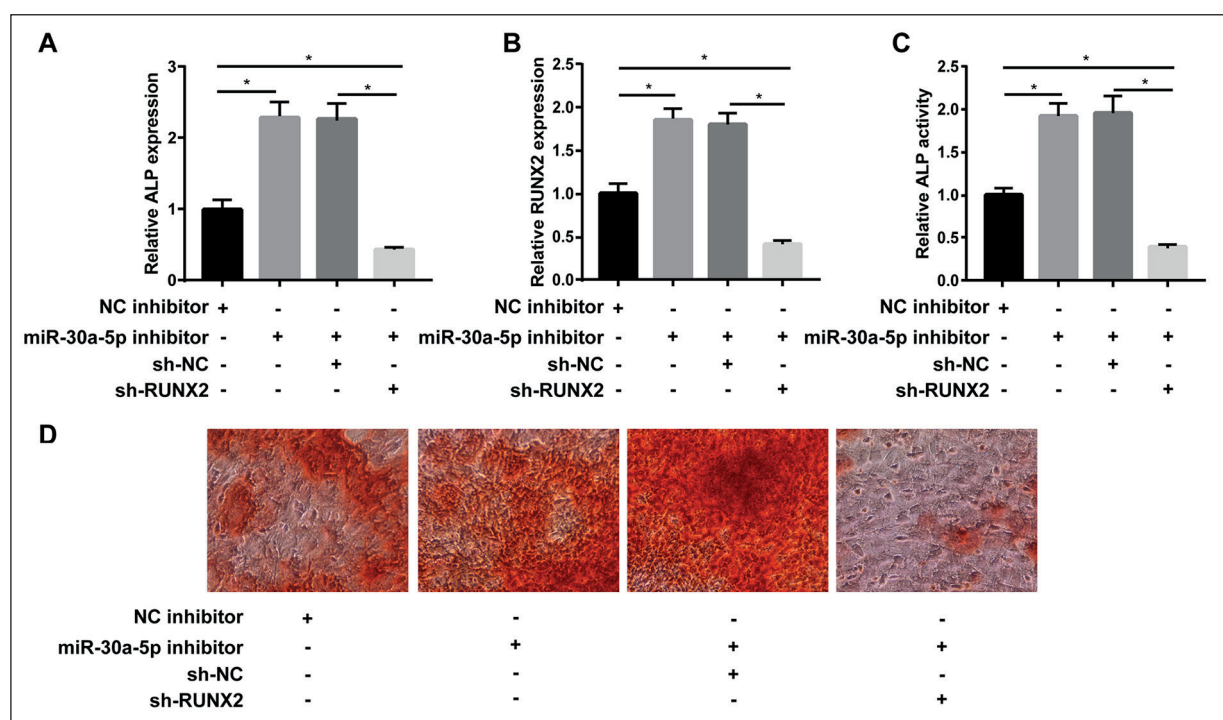 A
B
C
*
*
*
*
*
*
*
*
*
Relative ALP expression
3
2
1
0
Relative RUNX2 expression
2.5
2.0
1.5
1.0
0.5
0.0
Relative ALP activity
2.5
2.0
1.5
1.0
0.5
0.0
NC inhibitor + - - - NC inhibitor + - - - NC inhibitor + - - -
miR-30a-5p inhibitor - + + + miR-30a-5p inhibitor - + + + miR-30a-5p inhibitor - + + +
sh-NC - - + - sh-NC - - + - sh-NC - - + -
sh-RUNX2 - - - + sh-RUNX2 - - - + sh-RUNX2 - - - +
D
NC inhibitor + - - -
miR-30a-5p inhibitor - + + +
sh-NC - - + -
sh-RUNX2 - - - +